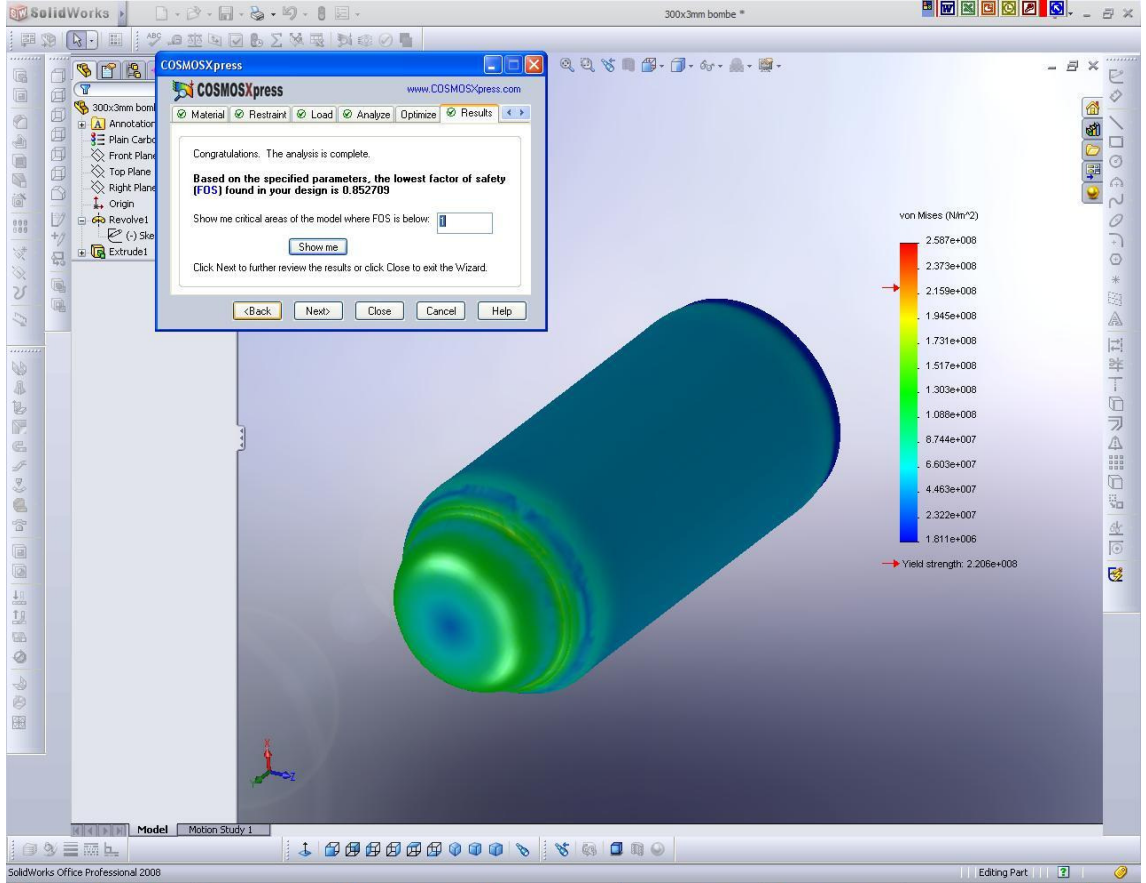 SolidWorks
300x3mm bombe *
COSMOSXpress
COSMOSXpress
www.COSMOSXpress.com
Material
Restraint
Load
Analyze
Optimize
Results
Congratulations. The analysis is complete.
Based on the specified parameters, the lowest factor of safety
(FOS) found in your design is 0.852709
Show me critical areas of the model where FOS is below: 1
Show me
Click Next to further review the results or click Close to exit the Wizard.
<Back
Next>
Close
Cancel
Help
300x3mm bom
Annotation
Plain Carbo
Front Plane
Top Plane
Right Plane
Origin
Revolve1
(-) Ske
Extrude1
von Mises (N/m^2)
2.587e+008
2.373e+008
2.159e+008
1.945e+008
1.731e+008
1.517e+008
1.303e+008
1.088e+008
8.744e+007
6.603e+007
4.463e+007
2.322e+007
1.811e+006
Yield strength: 2.206e+008
X
Y
Z
Model
Motion Study 1
SolidWorks Office Professional 2008
Editing Part